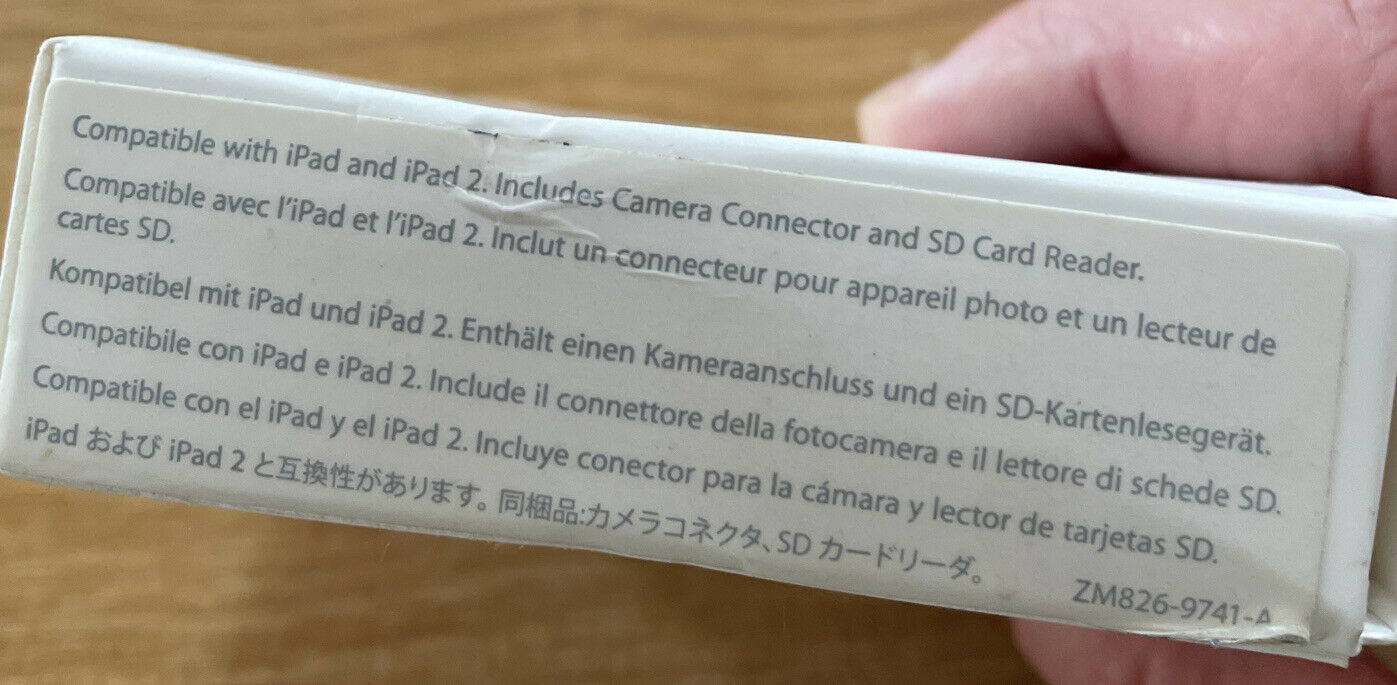 Compatible with iPad and iPad 2. Includes Camera Connector and SD Card Reader.
Compatible avec l'iPad et l'iPad 2. Inclut un connecteur pour appareil photo et un lecteur de
cartes SD.
Kompatibel mit iPad und iPad 2. Enthält einen Kameraanschluss und ein SD-Kartenlesegerät.
Compatibile con iPad e iPad 2. Include il connettore della fotocamera e il lettore di schede SD.
Compatible con el iPad y el iPad 2. Incluye conector para la cámara y lector de tarjetas SD.
iPad および iPad 2 と互換性があります。同梱品:カメラコネクタ、SD カードリーダ。
ZM826-9741-A